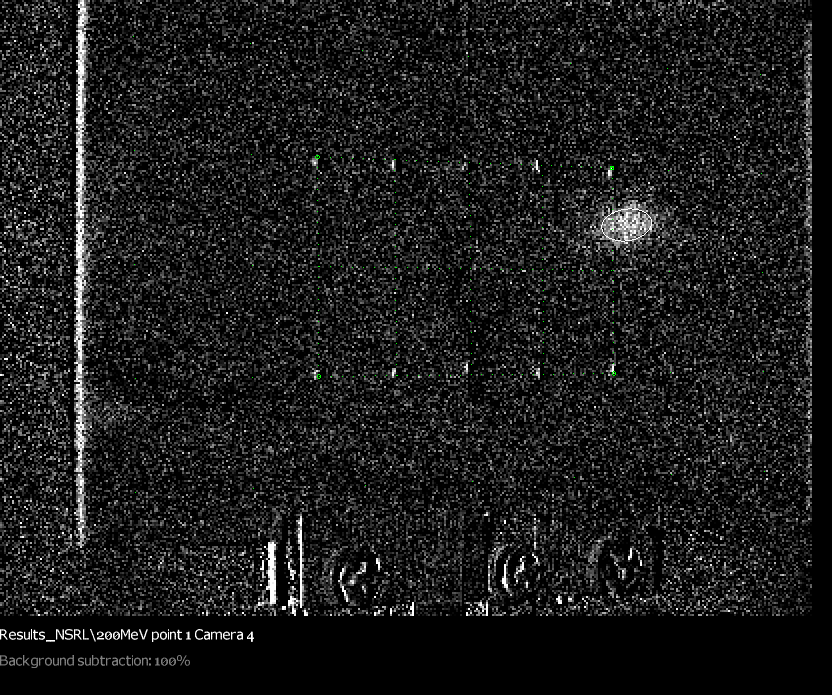 Results_NSRL\200MeV point 1 Camera 4
Background subtraction: 100%